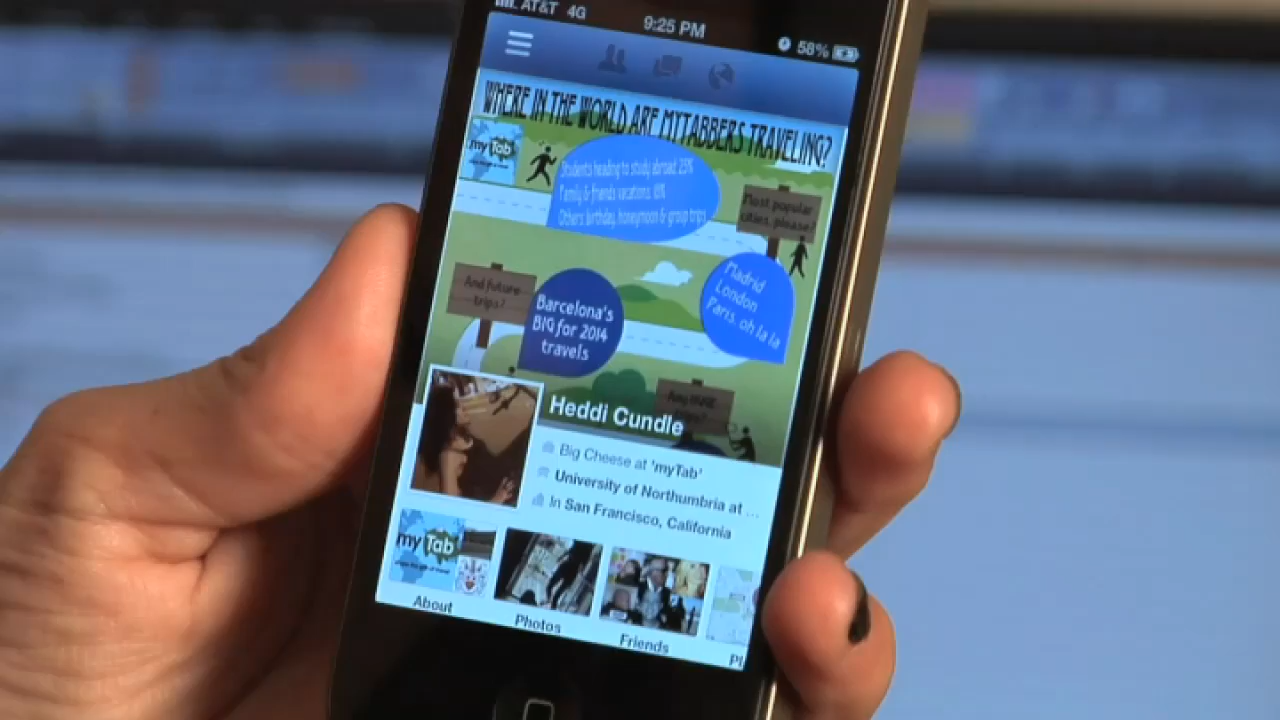 AT&T 4G 9:25 PM 58%
WHERE IN THE WORLD ARE MYTABBERS TRAVELING?
myTab
Students heading to study abroad: 25%
Family & friends vacations: 10%
Others: birthday, honeymoon & group trips
Most popular
cities, please?
Madrid
London
Paris, oh la la
And future
trips?
Barcelona's
BIG for 2014
travels
Heddi Cundle
Big Cheese at 'myTab'
University of Northumbria at ...
In San Francisco, California
myTab
About
Photos
Friends
Pl